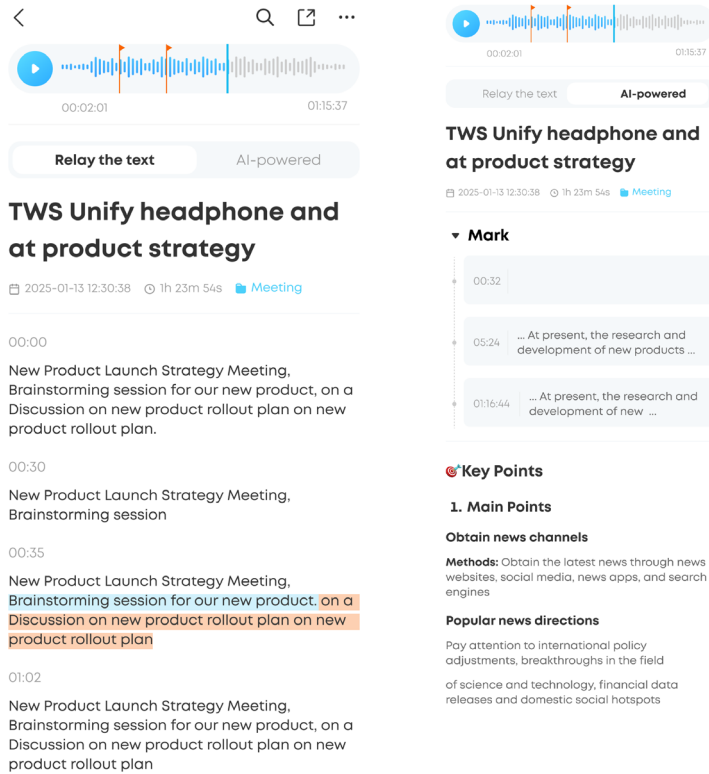 00:02:01
01:15:37
Relay the text
AI-powered
TWS Unify headphone and
at product strategy
2025-01-13 12:30:38
1h 23m 54s
Meeting
00:00
New Product Launch Strategy Meeting,
Brainstorming session for our new product, on a
Discussion on new product rollout plan on new
product rollout plan.
00:30
New Product Launch Strategy Meeting,
Brainstorming session
00:35
New Product Launch Strategy Meeting,
Brainstorming session for our new product. on a
Discussion on new product rollout plan on new
product rollout plan
01:02
New Product Launch Strategy Meeting,
Brainstorming session for our new product, on a
Discussion on new product rollout plan on new
product rollout plan
00:02:01
01:15:37
Relay the text
AI-powered
TWS Unify headphone and
at product strategy
2025-01-13 12:30:38
1h 23m 54s
Meeting
Mark
00:32
05:24
... At present, the research and
development of new products ...
01:16:44
... At present, the research and
development of new ...
Key Points
1. Main Points
Obtain news channels
Methods: Obtain the latest news through news
websites, social media, news apps, and search
engines
Popular news directions
Pay attention to international policy
adjustments, breakthroughs in the field
of science and technology, financial data
releases and domestic social hotspots